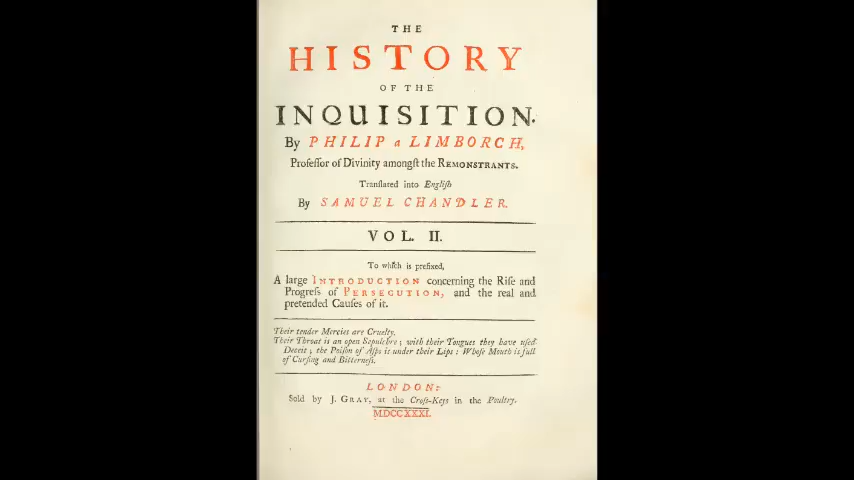 THE
HISTORY
OF THE
INQUISITION.
By PHILIP a LIMBORCH,
Profeſſor of Divinity amongſt the REMONSTRANTS.
Tranſlated into Engliſh
By SAMUEL CHANDLER.
VOL. II.
To which is prefixed,
A large INTRODUCTION concerning the Riſe and
Progreſs of PERSECUTION, and the real and
pretended Cauſes of it.
Their tender Mercies are Cruelty.
Their Throat is an open Sepulchre; with their Tongues they have uſed
Deceit; the Poiſon of Aſps is under their Lips: Whoſe Mouth is full
of Curſing and Bitterneſs.
LONDON:
Sold by J. GRAY, at the Croſs-Keys in the Poultry.
MDCCXXXI.